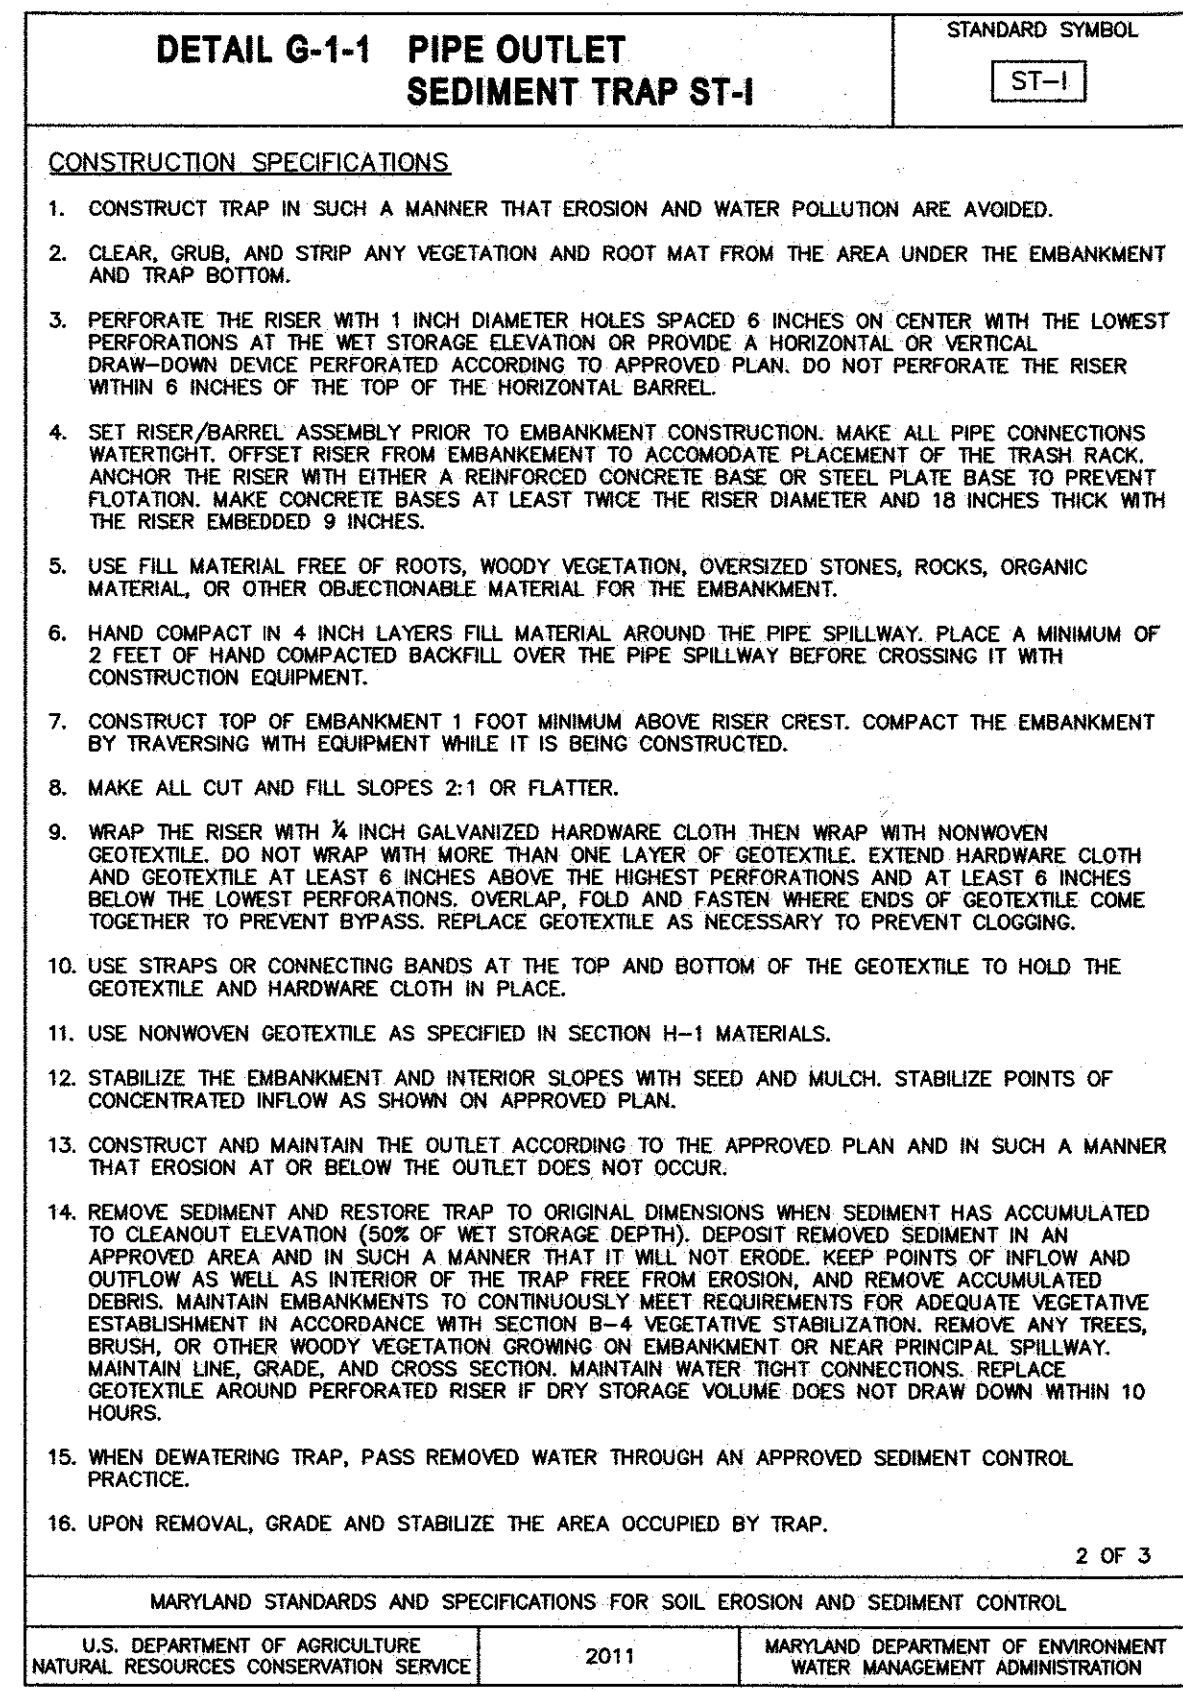 DETAIL G-1-1 PIPE OUTLET
SEDIMENT TRAP ST-I
STANDARD SYMBOL
ST-I
CONSTRUCTION SPECIFICATIONS
1. CONSTRUCT TRAP IN SUCH A MANNER THAT EROSION AND WATER POLLUTION ARE AVOIDED.
2. CLEAR, GRUB, AND STRIP ANY VEGETATION AND ROOT MAT FROM THE AREA UNDER THE EMBANKMENT
AND TRAP BOTTOM.
3. PERFORATE THE RISER WITH 1 INCH DIAMETER HOLES SPACED 6 INCHES ON CENTER WITH THE LOWEST
PERFORATIONS AT THE WET STORAGE ELEVATION OR PROVIDE A HORIZONTAL OR VERTICAL
DRAW-DOWN DEVICE PERFORATED ACCORDING TO APPROVED PLAN. DO NOT PERFORATE THE RISER
WITHIN 6 INCHES OF THE TOP OF THE HORIZONTAL BARREL.
4. SET RISER/BARREL ASSEMBLY PRIOR TO EMBANKMENT CONSTRUCTION. MAKE ALL PIPE CONNECTIONS
WATERTIGHT. OFFSET RISER FROM EMBANKEMENT TO ACCOMODATE PLACEMENT OF THE TRASH RACK.
ANCHOR THE RISER WITH EITHER A REINFORCED CONCRETE BASE OR STEEL PLATE BASE TO PREVENT
FLOTATION. MAKE CONCRETE BASES AT LEAST TWICE THE RISER DIAMETER AND 18 INCHES THICK WITH
THE RISER EMBEDDED 9 INCHES.
5. USE FILL MATERIAL FREE OF ROOTS, WOODY VEGETATION, OVERSIZED STONES, ROCKS, ORGANIC
MATERIAL, OR OTHER OBJECTIONABLE MATERIAL FOR THE EMBANKMENT.
6. HAND COMPACT IN 4 INCH LAYERS FILL MATERIAL AROUND THE PIPE SPILLWAY. PLACE A MINIMUM OF
2 FEET OF HAND COMPACTED BACKFILL OVER THE PIPE SPILLWAY BEFORE CROSSING IT WITH
CONSTRUCTION EQUIPMENT.
7. CONSTRUCT TOP OF EMBANKMENT 1 FOOT MINIMUM ABOVE RISER CREST. COMPACT THE EMBANKMENT
BY TRAVERSING WITH EQUIPMENT WHILE IT IS BEING CONSTRUCTED.
8. MAKE ALL CUT AND FILL SLOPES 2:1 OR FLATTER.
9. WRAP THE RISER WITH ¼ INCH GALVANIZED HARDWARE CLOTH THEN WRAP WITH NONWOVEN
GEOTEXTILE. DO NOT WRAP WITH MORE THAN ONE LAYER OF GEOTEXTILE. EXTEND HARDWARE CLOTH
AND GEOTEXTILE AT LEAST 6 INCHES ABOVE THE HIGHEST PERFORATIONS AND AT LEAST 6 INCHES
BELOW THE LOWEST PERFORATIONS. OVERLAP, FOLD AND FASTEN WHERE ENDS OF GEOTEXTILE COME
TOGETHER TO PREVENT BYPASS. REPLACE GEOTEXTILE AS NECESSARY TO PREVENT CLOGGING.
10. USE STRAPS OR CONNECTING BANDS AT THE TOP AND BOTTOM OF THE GEOTEXTILE TO HOLD THE
GEOTEXTILE AND HARDWARE CLOTH IN PLACE.
11. USE NONWOVEN GEOTEXTILE AS SPECIFIED IN SECTION H-1 MATERIALS.
12. STABILIZE THE EMBANKMENT AND INTERIOR SLOPES WITH SEED AND MULCH. STABILIZE POINTS OF
CONCENTRATED INFLOW AS SHOWN ON APPROVED PLAN.
13. CONSTRUCT AND MAINTAIN THE OUTLET ACCORDING TO THE APPROVED PLAN AND IN SUCH A MANNER
THAT EROSION AT OR BELOW THE OUTLET DOES NOT OCCUR.
14. REMOVE SEDIMENT AND RESTORE TRAP TO ORIGINAL DIMENSIONS WHEN SEDIMENT HAS ACCUMULATED
TO CLEANOUT ELEVATION (50% OF WET STORAGE DEPTH). DEPOSIT REMOVED SEDIMENT IN AN
APPROVED AREA AND IN SUCH A MANNER THAT IT WILL NOT ERODE. KEEP POINTS OF INFLOW AND
OUTFLOW AS WELL AS INTERIOR OF THE TRAP FREE FROM EROSION, AND REMOVE ACCUMULATED
DEBRIS. MAINTAIN EMBANKMENTS TO CONTINUOUSLY MEET REQUIREMENTS FOR ADEQUATE VEGETATIVE
ESTABLISHMENT IN ACCORDANCE WITH SECTION B-4 VEGETATIVE STABILIZATION. REMOVE ANY TREES,
BRUSH, OR OTHER WOODY VEGETATION GROWING ON EMBANKMENT OR NEAR PRINCIPAL SPILLWAY.
MAINTAIN LINE, GRADE, AND CROSS SECTION. MAINTAIN WATER TIGHT CONNECTIONS. REPLACE
GEOTEXTILE AROUND PERFORATED RISER IF DRY STORAGE VOLUME DOES NOT DRAW DOWN WITHIN 10
HOURS.
15. WHEN DEWATERING TRAP, PASS REMOVED WATER THROUGH AN APPROVED SEDIMENT CONTROL
PRACTICE.
16. UPON REMOVAL, GRADE AND STABILIZE THE AREA OCCUPIED BY TRAP.
2 OF 3
MARYLAND STANDARDS AND SPECIFICATIONS FOR SOIL EROSION AND SEDIMENT CONTROL
U.S. DEPARTMENT OF AGRICULTURE
NATURAL RESOURCES CONSERVATION SERVICE
2011
MARYLAND DEPARTMENT OF ENVIRONMENT
WATER MANAGEMENT ADMINISTRATION